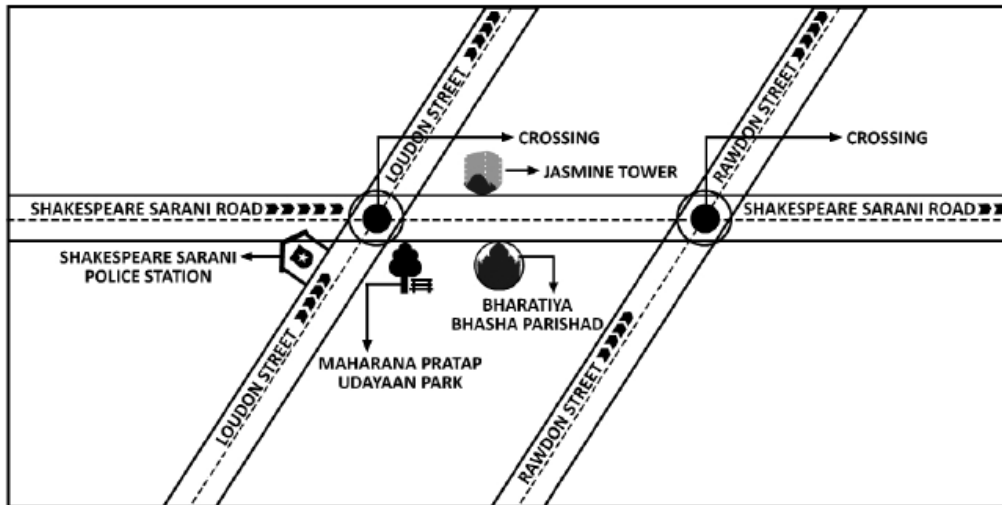 LOUDON STREET
RAWDON STREET
CROSSING
CROSSING
JASMINE TOWER
SHAKESPEARE SARANI ROAD
SHAKESPEARE SARANI ROAD
SHAKESPEARE SARANI
POLICE STATION
BHARATIYA
BHASHA PARISHAD
MAHARANA PRATAP
UDAYAAN PARK
LOUDON STREET
RAWDON STREET